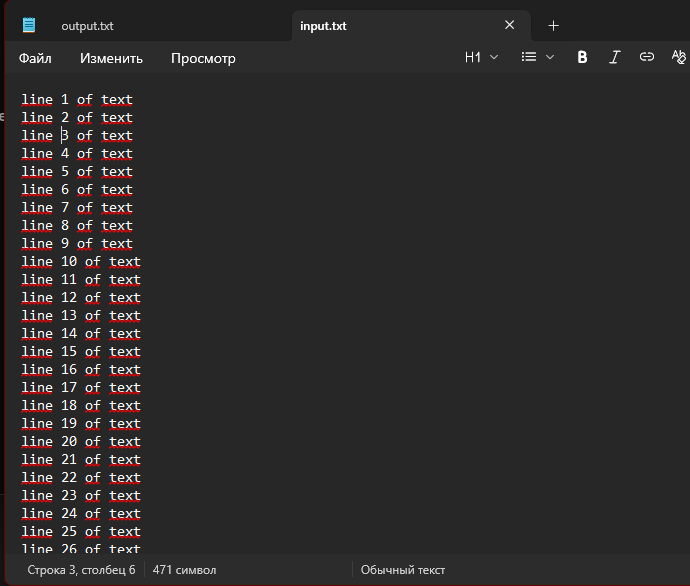 output.txt
input.txt
Файл Изменить Просмотр H1 B I
line 1 of text
line 2 of text
line 3 of text
line 4 of text
line 5 of text
line 6 of text
line 7 of text
line 8 of text
line 9 of text
line 10 of text
line 11 of text
line 12 of text
line 13 of text
line 14 of text
line 15 of text
line 16 of text
line 17 of text
line 18 of text
line 19 of text
line 20 of text
line 21 of text
line 22 of text
line 23 of text
line 24 of text
line 25 of text
line 26 of text
Строка 3, столбец 6 471 символ Обычный текст